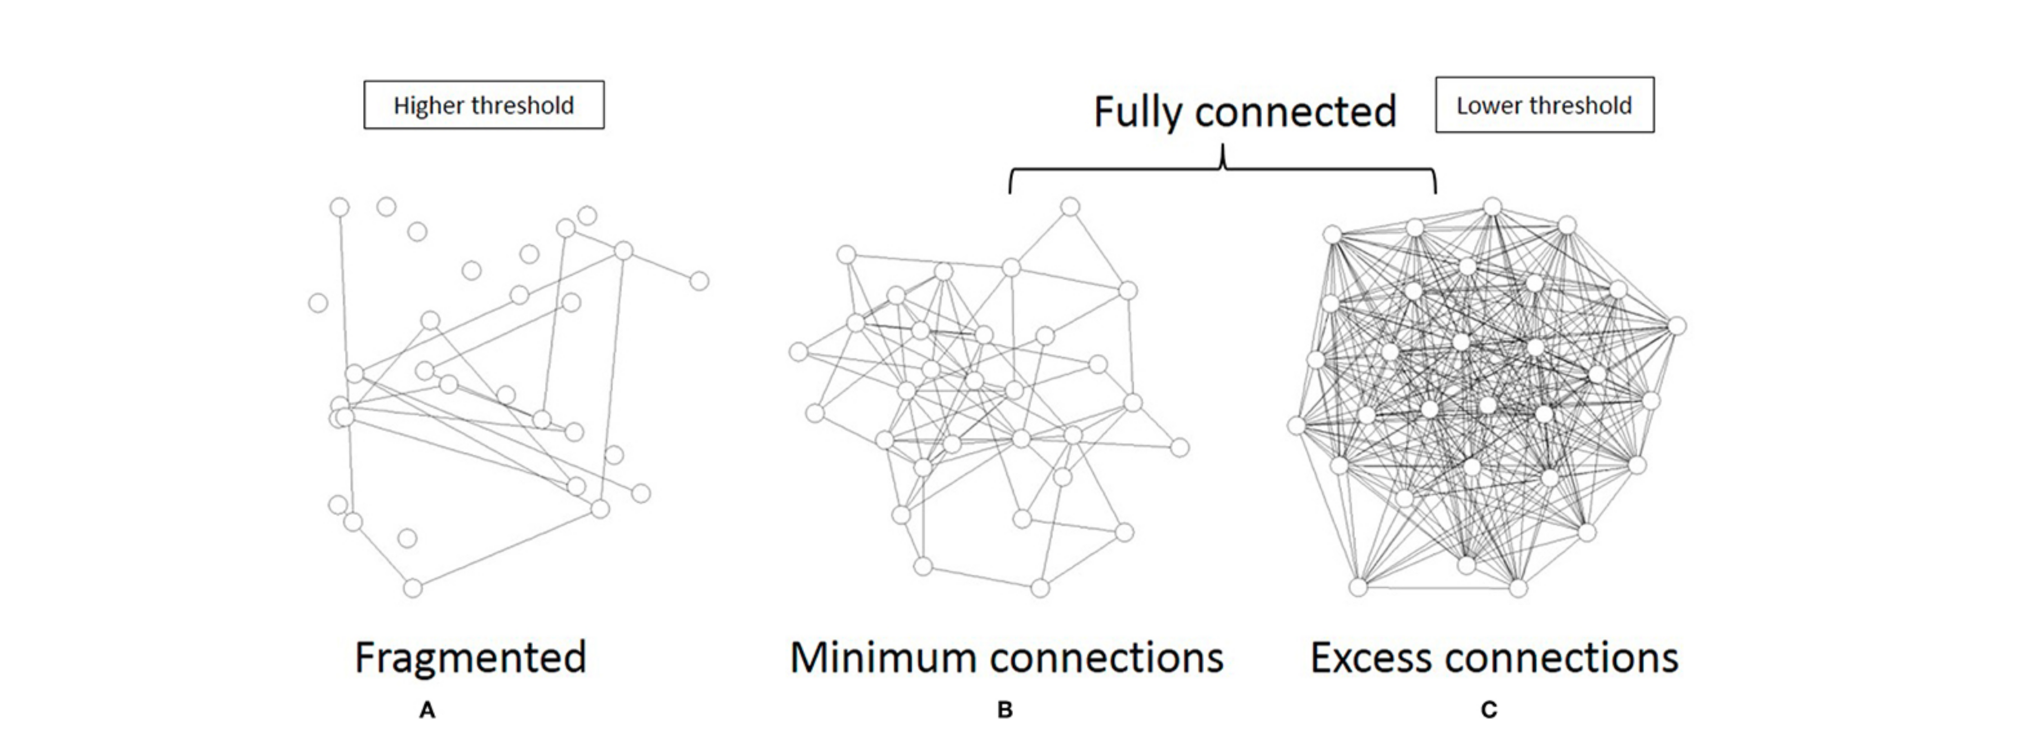 Higher threshold
Fully connected
Lower threshold
Fragmented
Minimum connections
Excess connections
A
B
C